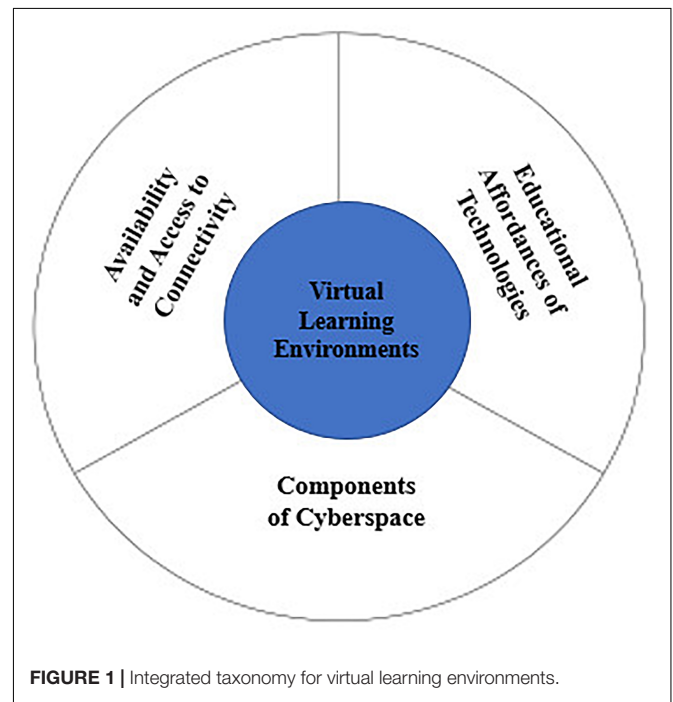 Availability
and Access to
Connectivity
Educational
Affordances of
Technologies
Virtual
Learning
Environments
Components
of Cyberspace
FIGURE 1 | Integrated taxonomy for virtual learning environments.